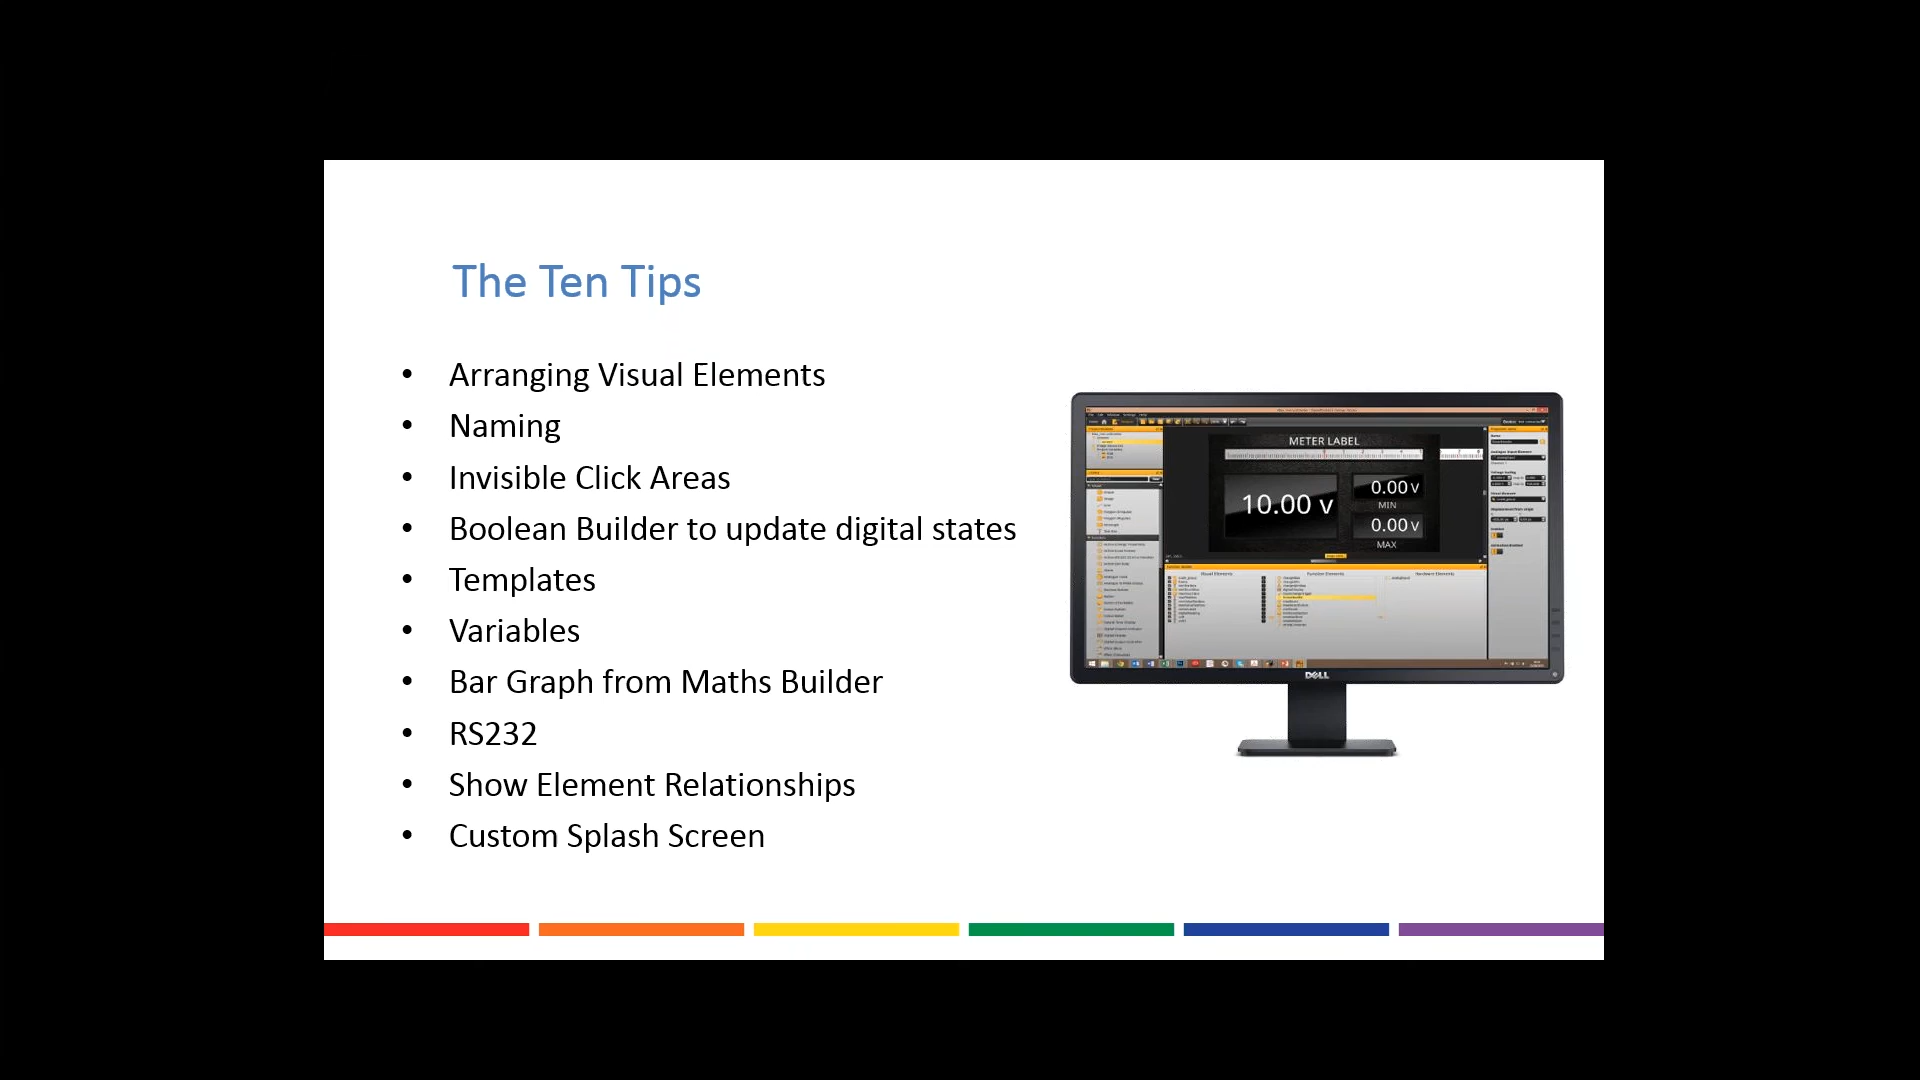 The Ten Tips
• Arranging Visual Elements
• Naming
• Invisible Click Areas
• Boolean Builder to update digital states
• Templates
• Variables
• Bar Graph from Maths Builder
• RS232
• Show Element Relationships
• Custom Splash Screen
METER LABEL
10.00 v
0.00 v
MIN
0.00 v
MAX
DELL